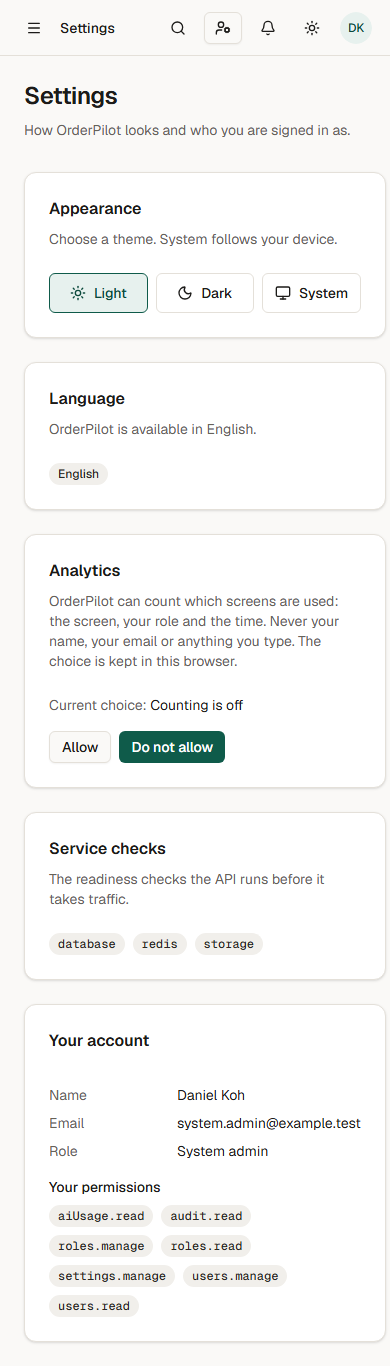 Settings
DK
Settings
How OrderPilot looks and who you are signed in as.
Appearance
Choose a theme. System follows your device.
Light
Dark
System
Language
OrderPilot is available in English.
English
Analytics
OrderPilot can count which screens are used:
the screen, your role and the time. Never your
name, your email or anything you type. The
choice is kept in this browser.
Current choice: Counting is off
Allow
Do not allow
Service checks
The readiness checks the API runs before it
takes traffic.
database redis storage
Your account
Name Daniel Koh
Email system.admin@example.test
Role System admin
Your permissions
aiUsage.read audit.read
roles.manage roles.read
settings.manage users.manage
users.read